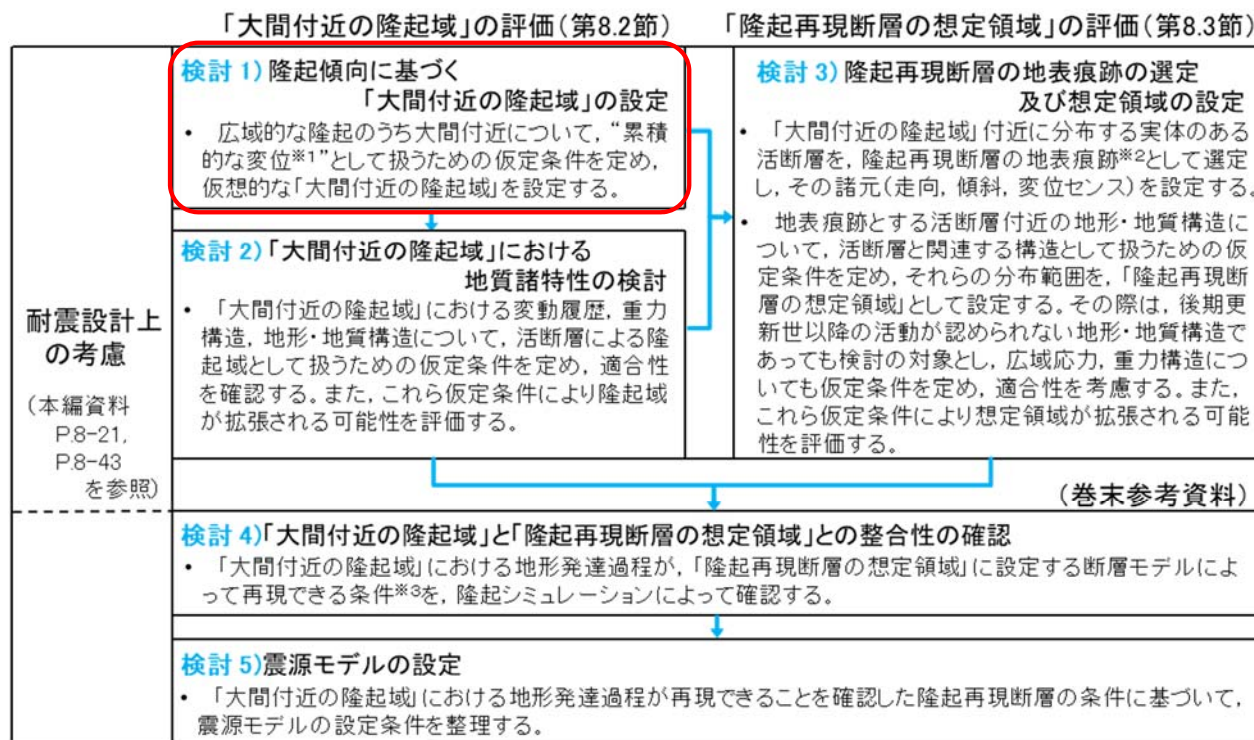 「大間付近の隆起域」の評価(第8.2節)
「隆起再現断層の想定領域」の評価(第8.3節)
耐震設計上
の考慮
(本編資料
P.8-21,
P.8-43
を参照)
検討 1) 隆起傾向に基づく
「大間付近の隆起域」の設定
• 広域的な隆起のうち大間付近について,“累積
的な変位※1”として扱うための仮定条件を定め,
仮想的な「大間付近の隆起域」を設定する。
検討 2)「大間付近の隆起域」における
地質諸特性の検討
• 「大間付近の隆起域」における変動履歴, 重力
構造, 地形・地質構造について, 活断層による隆
起域として扱うための仮定条件を定め, 適合性
を確認する。また, これら仮定条件により隆起域
が拡張される可能性を評価する。
検討 3) 隆起再現断層の地表痕跡の選定
及び想定領域の設定
• 「大間付近の隆起域」付近に分布する実体のある
活断層を, 隆起再現断層の地表痕跡※2として選定
し, その諸元(走向, 傾斜, 変位センス)を設定する。
• 地表痕跡とする活断層付近の地形・地質構造に
ついて, 活断層と関連する構造として扱うための仮
定条件を定め, それらの分布範囲を,「隆起再現断
層の想定領域」として設定する。その際は, 後期更
新世以降の活動が認められない地形・地質構造で
あっても検討の対象とし, 広域応力, 重力構造につ
いても仮定条件を定め, 適合性を考慮する。また,
これら仮定条件により想定領域が拡張される可能
性を評価する。
(巻末参考資料)
検討 4)「大間付近の隆起域」と「隆起再現断層の想定領域」との整合性の確認
• 「大間付近の隆起域」における地形発達過程が,「隆起再現断層の想定領域」に設定する断層モデルによ
って再現できる条件※3を, 隆起シミュレーションによって確認する。
検討 5)震源モデルの設定
• 「大間付近の隆起域」における地形発達過程が再現できることを確認した隆起再現断層の条件に基づいて,
震源モデルの設定条件を整理する。